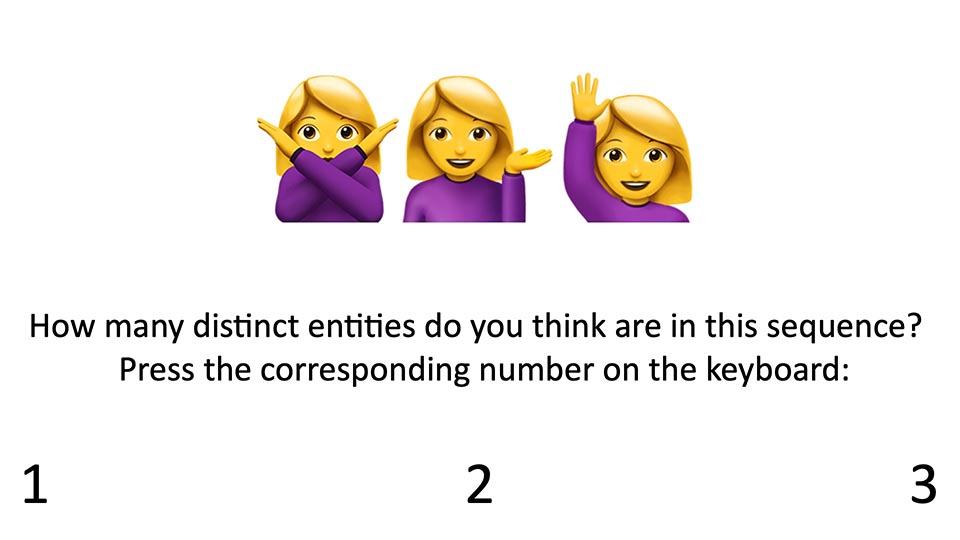 How many distinct entities do you think are in this sequence?
Press the corresponding number on the keyboard:
1 2 3